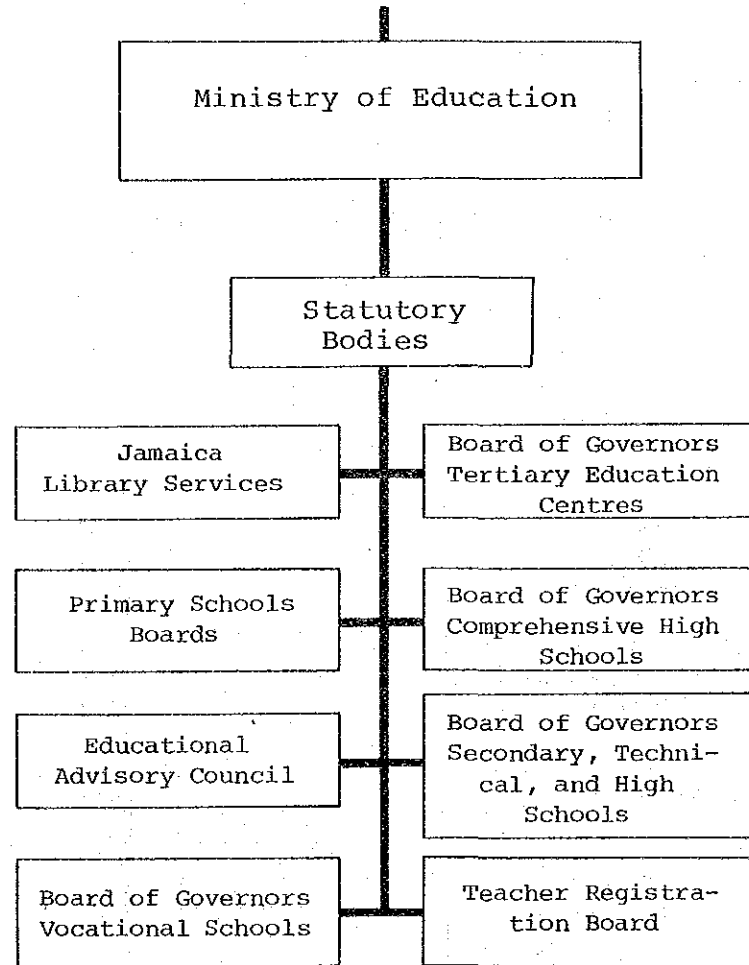 Ministry of Education
Statutory
Bodies
Jamaica
Library Services
Board of Governors
Tertiary Education
Centres
Primary Schools
Boards
Board of Governors
Comprehensive High
Schools
Educational
Advisory Council
Board of Governors
Secondary, Techni-
cal, and High
Schools
Board of Governors
Vocational Schools
Teacher Registra-
tion Board